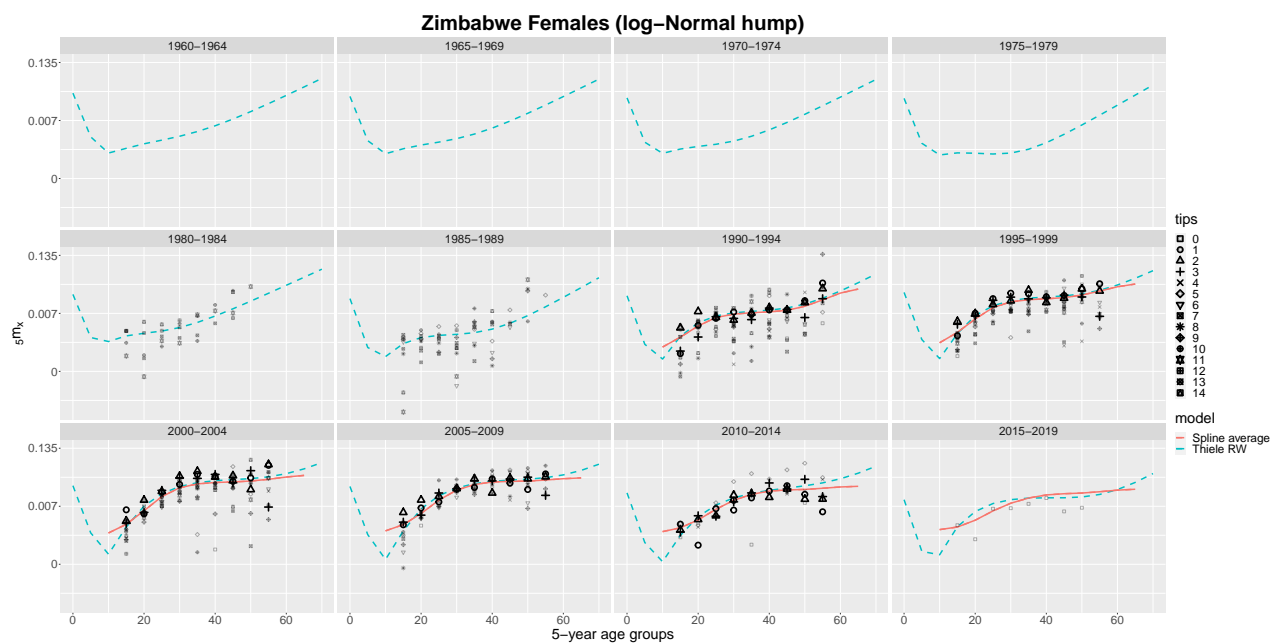 Zimbabwe Females (log−Normal hump)
1960−1964 1965−1969 1970−1974 1975−1979
0.135
0.007
0
1980−1984 1985−1989 1990−1994 1995−1999
0.135
0.007
0
2000−2004 2005−2009 2010−2014 2015−2019
0.135
0.007
0
0 20 40 60 0 20 40 60 0 20 40 60 0 20 40 60
5−year age groups
5mx
tips
0
1
2
3
4
5
6
7
8
9
10
11
12
13
14
model
Spline average
Thiele RW